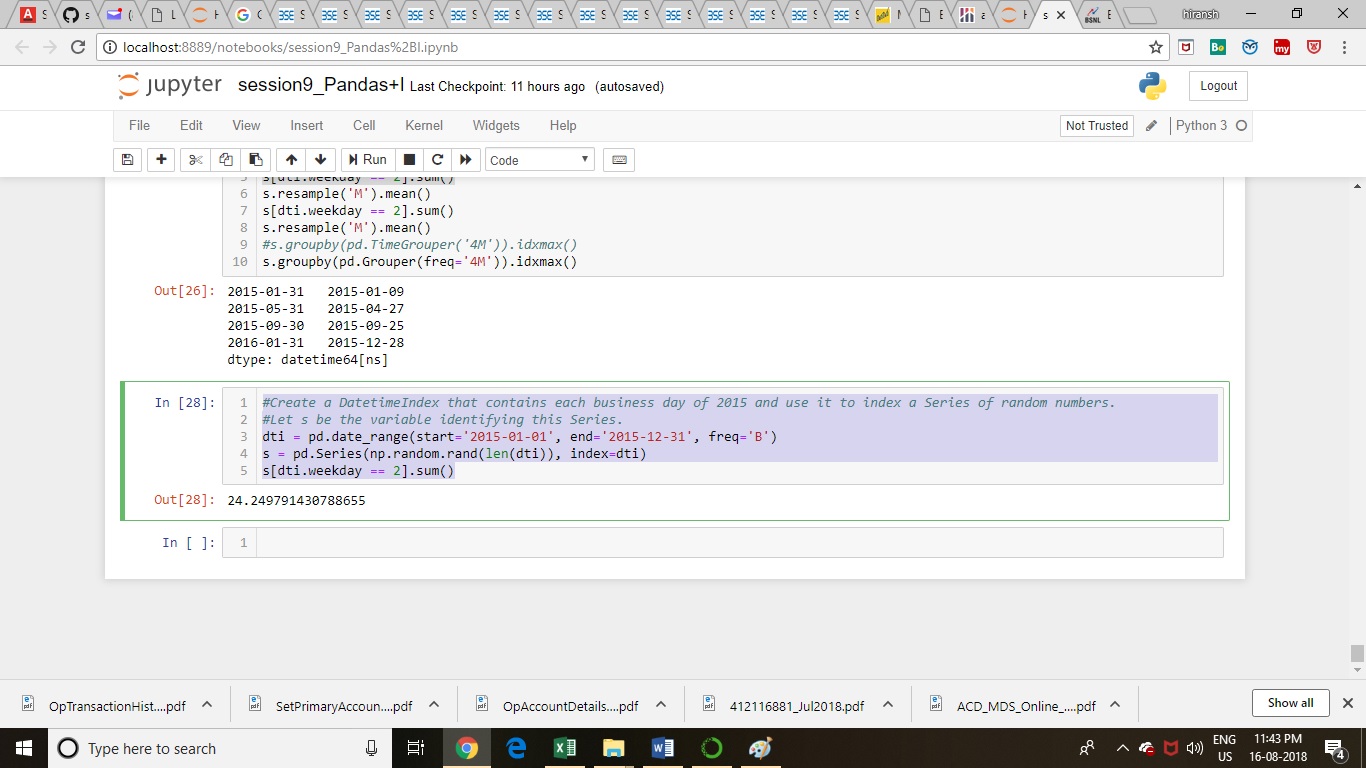 hiransh
localhost:8889/notebooks/session9_Pandas%2BI.ipynb
jupyter session9_Pandas+I Last Checkpoint: 11 hours ago (autosaved)
Logout
File Edit View Insert Cell Kernel Widgets Help
Not Trusted Python 3
Run Code
5 s[dti.weekday == 2].sum()
6 s.resample('M').mean()
7 s[dti.weekday == 2].sum()
8 s.resample('M').mean()
9 #s.groupby(pd.TimeGrouper('4M')).idxmax()
10 s.groupby(pd.Grouper(freq='4M')).idxmax()
Out[26]: 2015-01-31 2015-01-09
2015-05-31 2015-04-27
2015-09-30 2015-09-25
2016-01-31 2015-12-28
dtype: datetime64[ns]
In [28]: 1 #Create a DatetimeIndex that contains each business day of 2015 and use it to index a Series of random numbers.
2 #Let s be the variable identifying this Series.
3 dti = pd.date_range(start='2015-01-01', end='2015-12-31', freq='B')
4 s = pd.Series(np.random.rand(len(dti)), index=dti)
5 s[dti.weekday == 2].sum()
Out[28]: 24.249791430788655
In [ ]: 1
OpTransactionHist....pdf SetPrimaryAccoun....pdf OpAccountDetails....pdf 412116881_Jul2018.pdf ACD_MDS_Online_....pdf Show all
Type here to search
ENG 11:43 PM
US 16-08-2018 4